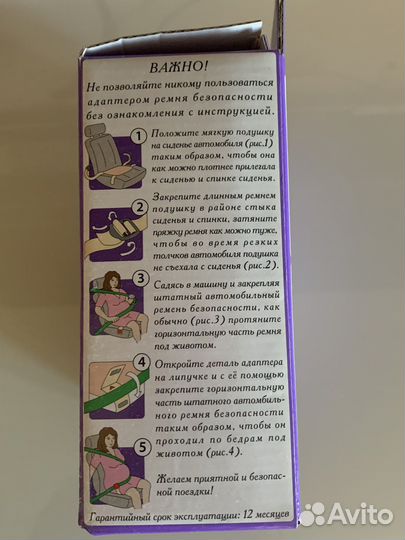 ВАЖНО!
Не позволяйте никому пользоваться
адаптером ремня безопасности
без ознакомления с инструкцией.
1
Положите мягкую подушку
на сиденье автомобиля (рис.1)
таким образом, чтобы она
как можно плотнее прилегала
к сиденью и спинке сиденья.
2
Закрепите длинным ремнем
подушку в районе стыка
сиденья и спинки, затяните
пряжку ремня как можно туже,
чтобы во время резких
толчков автомобиля подушка
не съехала с сиденья (рис.2).
3
Садясь в машину и закрепляя
штатный автомобильный
ремень безопасности, как
обычно (рис.3) протяните
горизонтальную часть ремня
под животом.
4
Откройте деталь адаптера
на липучке и с её помощью
закрепите горизонтальную
часть штатного автомобиль-
ного ремня безопасности
таким образом, чтобы он
проходил по бедрам под
животом (рис.4).
5
Желаем приятной и безопас-
ной поездки!
Гарантийный срок эксплуатации: 12 месяцев
Avito